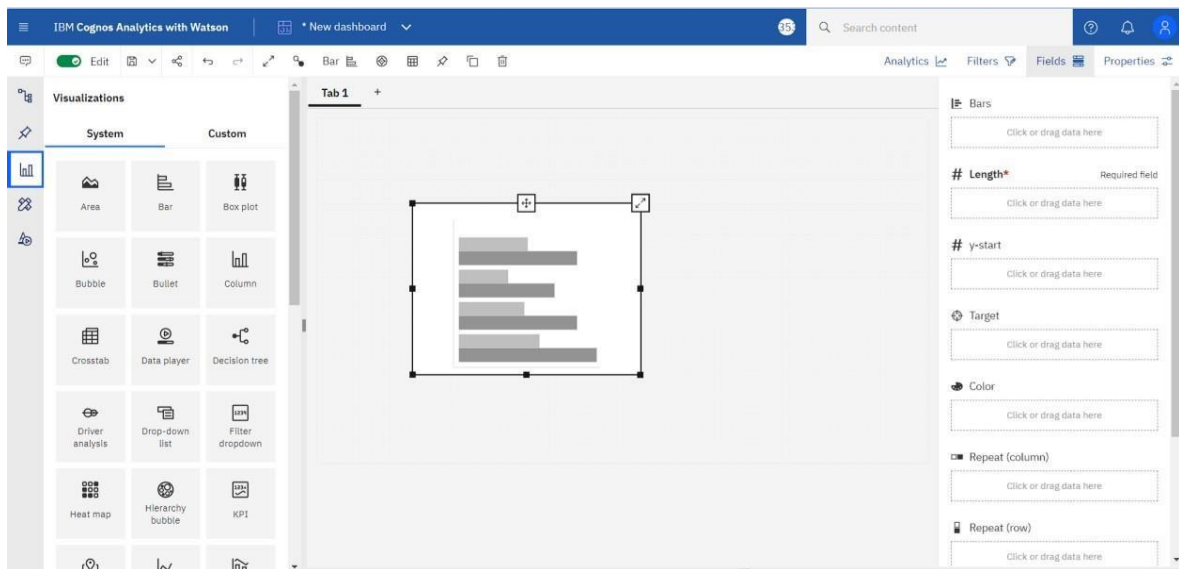 IBM Cognos Analytics with Watson
* New dashboard
353
Search content
Edit
Bar
Analytics
Filters
Fields
Properties
Visualizations
System
Custom
Area
Bar
Box plot
Bubble
Bullet
Column
Crosstab
Data player
Decision tree
Driver
analysis
Drop-down
list
1234
Filter
dropdown
Heat map
Hierarchy
bubble
KPI
Tab 1
+
Bars
Click or drag data here
# Length*
Required field
Click or drag data here
# y-start
Click or drag data here
Target
Click or drag data here
Color
Click or drag data here
Repeat (column)
Click or drag data here
Repeat (row)
Click or drag data here